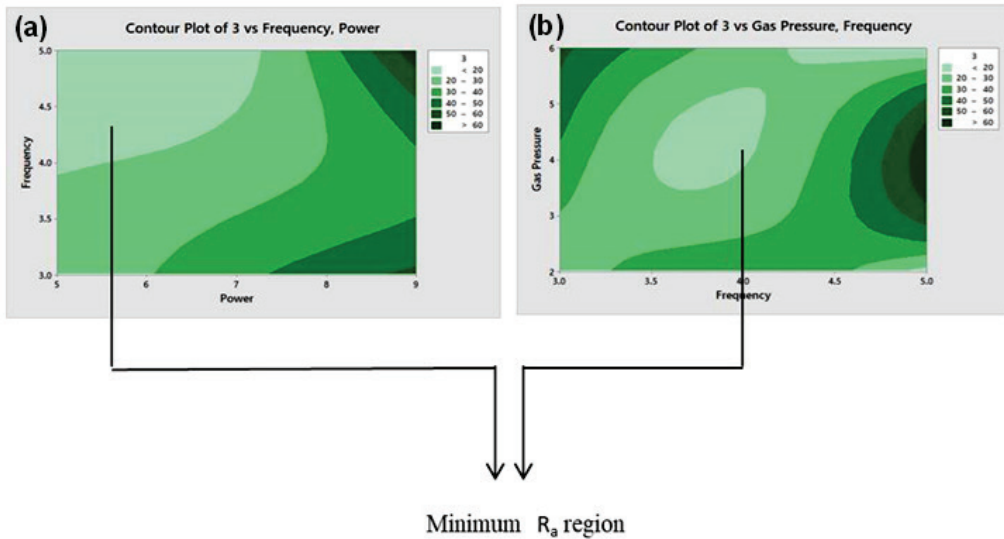 (a)
Contour Plot of 3 vs Frequency, Power
5.0
4.5
4.0
3.5
3.0
Frequency
5 6 7 8 9
Power
3
< 20
20 – 30
30 – 40
40 – 50
50 – 60
> 60
(b)
Contour Plot of 3 vs Gas Pressure, Frequency
6
5
4
3
2
Gas Pressure
3.0 3.5 4.0 4.5 5.0
Frequency
3
< 20
20 – 30
30 – 40
40 – 50
50 – 60
> 60
Minimum Ra region